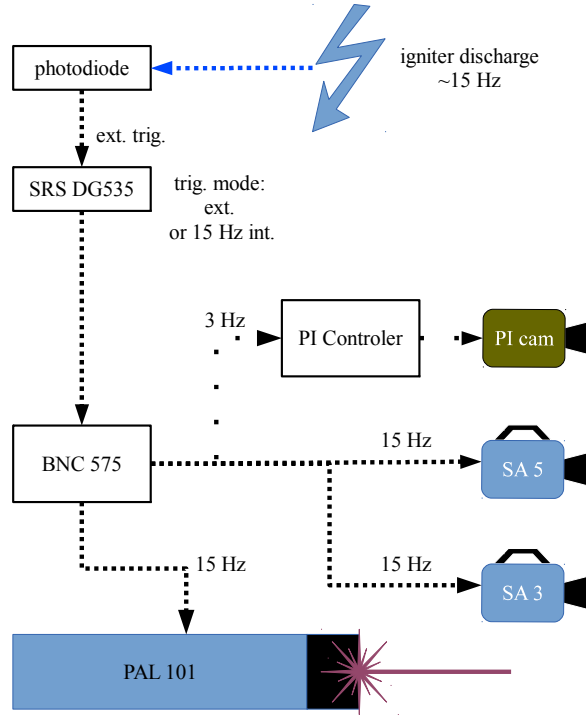 photodiode
igniter discharge
~15 Hz
ext. trig.
SRS DG535
trig. mode:
ext.
or 15 Hz int.
3 Hz
PI Controler
PI cam
BNC 575
15 Hz
SA 5
15 Hz
15 Hz
SA 3
PAL 101